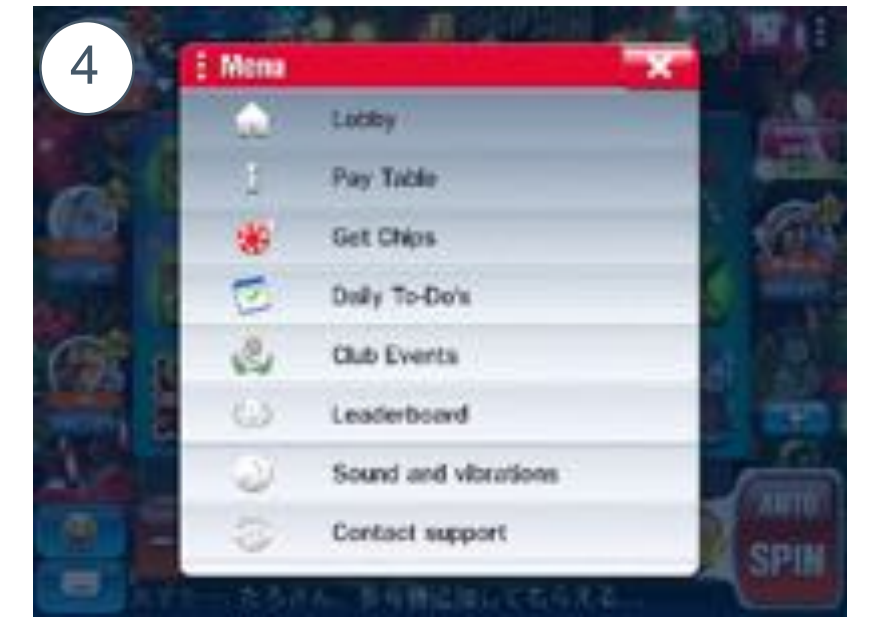 4
Menu
Lobby
Pay Table
Get Chips
Daily To-Do's
Club Events
Leaderboard
Sound and vibrations
Contact support
AUTO
SPIN